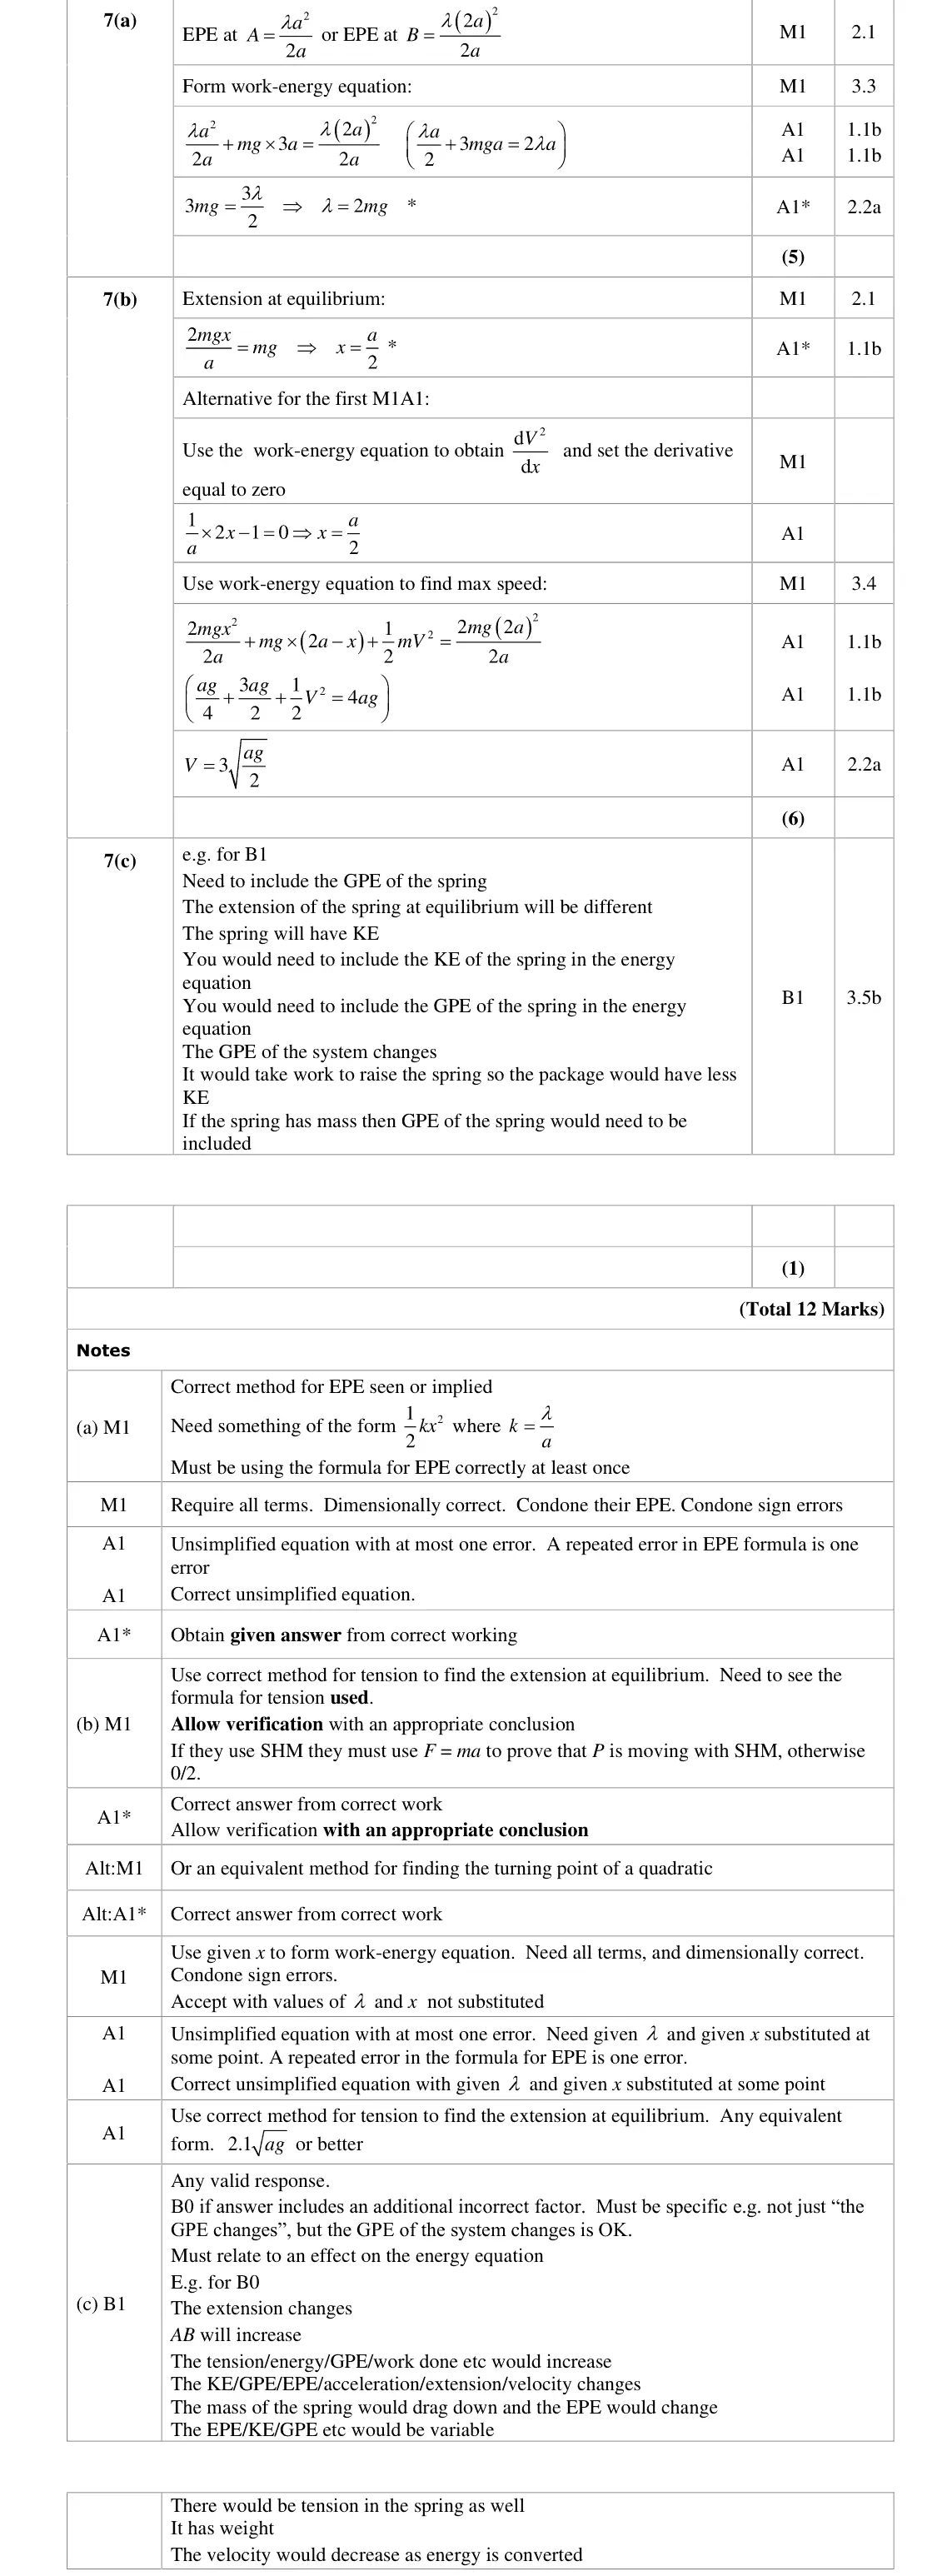 7(a) EPE at A = λa²/2a or EPE at B = λ(2a)²/2a M1 2.1
Form work-energy equation: M1 3.3
λa²/2a + mg × 3a = λ(2a)²/2a (λa/2 + 3mga = 2λa) A1 1.1b
A1 1.1b
3mg = 3λ/2 ⇒ λ = 2mg * A1* 2.2a
(5)
7(b) Extension at equilibrium: M1 2.1
2mgx/a = mg ⇒ x = a/2 * A1* 1.1b
Alternative for the first M1A1:
Use the work-energy equation to obtain dV²/dx and set the derivative
equal to zero M1
1/a × 2x − 1 = 0 ⇒ x = a/2 A1
Use work-energy equation to find max speed: M1 3.4
2mgx²/2a + mg × (2a − x) + 1/2 mV² = 2mg(2a)²/2a A1 1.1b
(ag/4 + 3ag/2 + 1/2 V² = 4ag) A1 1.1b
V = 3√(ag/2) A1 2.2a
(6)
7(c) e.g. for B1
Need to include the GPE of the spring
The extension of the spring at equilibrium will be different
The spring will have KE
You would need to include the KE of the spring in the energy
equation
You would need to include the GPE of the spring in the energy
equation
The GPE of the system changes
It would take work to raise the spring so the package would have less
KE
If the spring has mass then GPE of the spring would need to be
included
B1 3.5b
(1)
(Total 12 Marks)
Notes
(a) M1 Correct method for EPE seen or implied
Need something of the form 1/2 kx² where k = λ/a
Must be using the formula for EPE correctly at least once
M1 Require all terms. Dimensionally correct. Condone their EPE. Condone sign errors
A1 Unsimplified equation with at most one error. A repeated error in EPE formula is one
error
A1 Correct unsimplified equation.
A1* Obtain given answer from correct working
(b) M1 Use correct method for tension to find the extension at equilibrium. Need to see the
formula for tension used.
Allow verification with an appropriate conclusion
If they use SHM they must use F = ma to prove that P is moving with SHM, otherwise
0/2.
A1* Correct answer from correct work
Allow verification with an appropriate conclusion
Alt:M1 Or an equivalent method for finding the turning point of a quadratic
Alt:A1* Correct answer from correct work
M1 Use given x to form work-energy equation. Need all terms, and dimensionally correct.
Condone sign errors.
Accept with values of λ and x not substituted
A1 Unsimplified equation with at most one error. Need given λ and given x substituted at
some point. A repeated error in the formula for EPE is one error.
A1 Correct unsimplified equation with given λ and given x substituted at some point
A1 Use correct method for tension to find the extension at equilibrium. Any equivalent
form. 2.1√ag or better
(c) B1 Any valid response.
B0 if answer includes an additional incorrect factor. Must be specific e.g. not just “the
GPE changes”, but the GPE of the system changes is OK.
Must relate to an effect on the energy equation
E.g. for B0
The extension changes
AB will increase
The tension/energy/GPE/work done etc would increase
The KE/GPE/EPE/acceleration/extension/velocity changes
The mass of the spring would drag down and the EPE would change
The EPE/KE/GPE etc would be variable
There would be tension in the spring as well
It has weight
The velocity would decrease as energy is converted